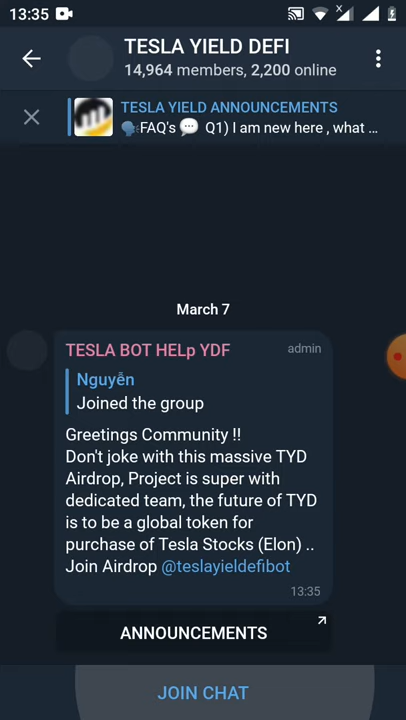 13:35
x
TESLA YIELD DEFI
14,964 members, 2,200 online
TESLA YIELD ANNOUNCEMENTS
🗣FAQ's 💬 Q1) I am new here , what ...
March 7
TESLA BOT HELp YDF admin
Nguyễn
Joined the group
Greetings Community !!
Don't joke with this massive TYD
Airdrop, Project is super with
dedicated team, the future of TYD
is to be a global token for
purchase of Tesla Stocks (Elon) ..
Join Airdrop @teslayieldefibot
13:35
ANNOUNCEMENTS
JOIN CHAT